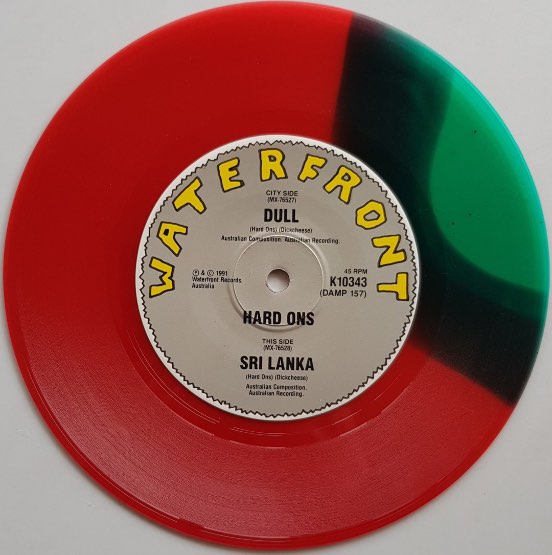 WATERFRONT
CITY SIDE
(MX-76527)
DULL
(Hard Ons) (Dickcheese)
Australian Composition. Australian Recording.
℗ & © 1991
Waterfront Records
Australia
45 RPM
K10343
(DAMP 157)
HARD ONS
THIS SIDE
(MX-76528)
SRI LANKA
(Hard Ons) (Dickcheese)
Australian Composition.
Australian Recording.